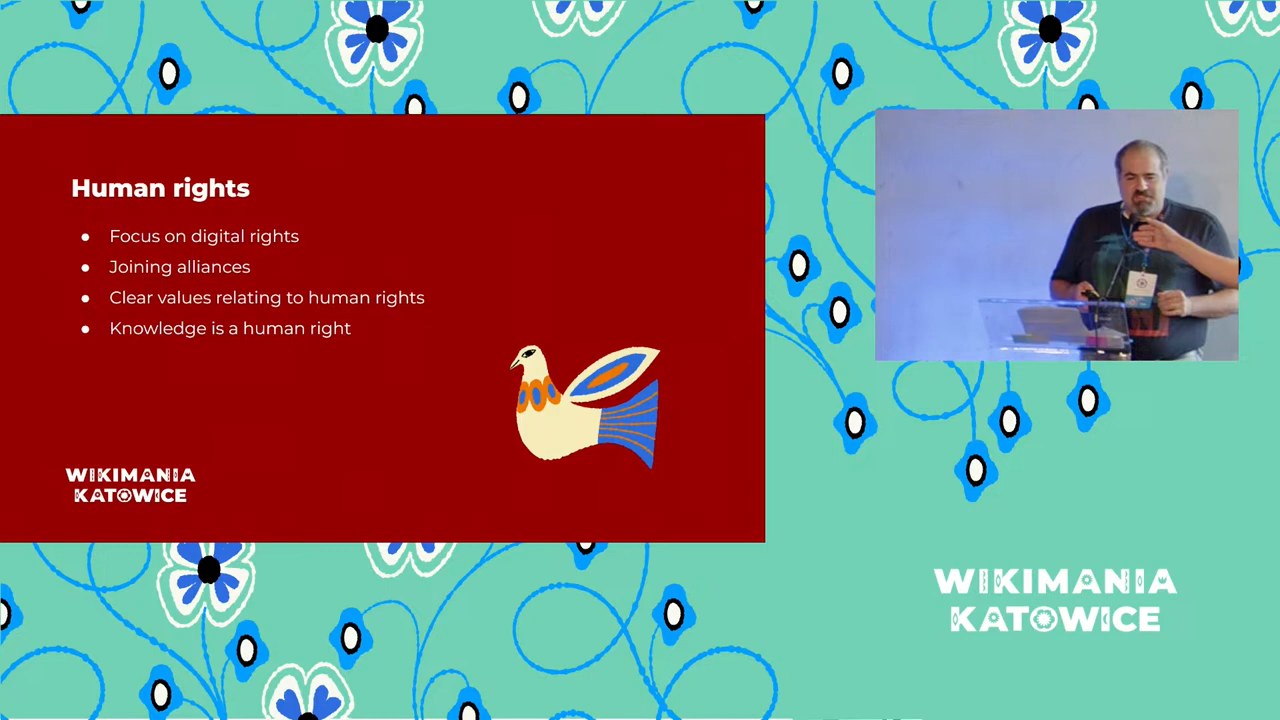 Human rights
● Focus on digital rights
● Joining alliances
● Clear values relating to human rights
● Knowledge is a human right
WIKIMANIA
KATOWICE
WIKIMANIA
KATOWICE